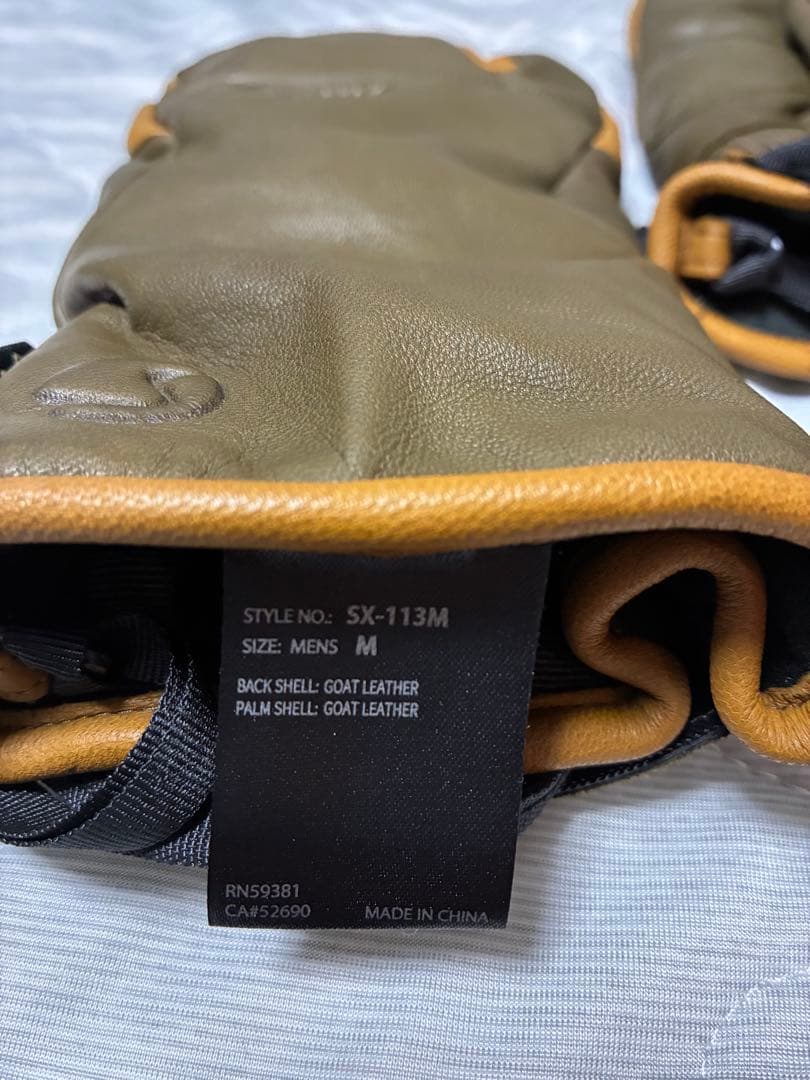 STYLE NO.: SX-113M
SIZE: MENS M
BACK SHELL: GOAT LEATHER
PALM SHELL: GOAT LEATHER
RN59381
CA#52690 MADE IN CHINA